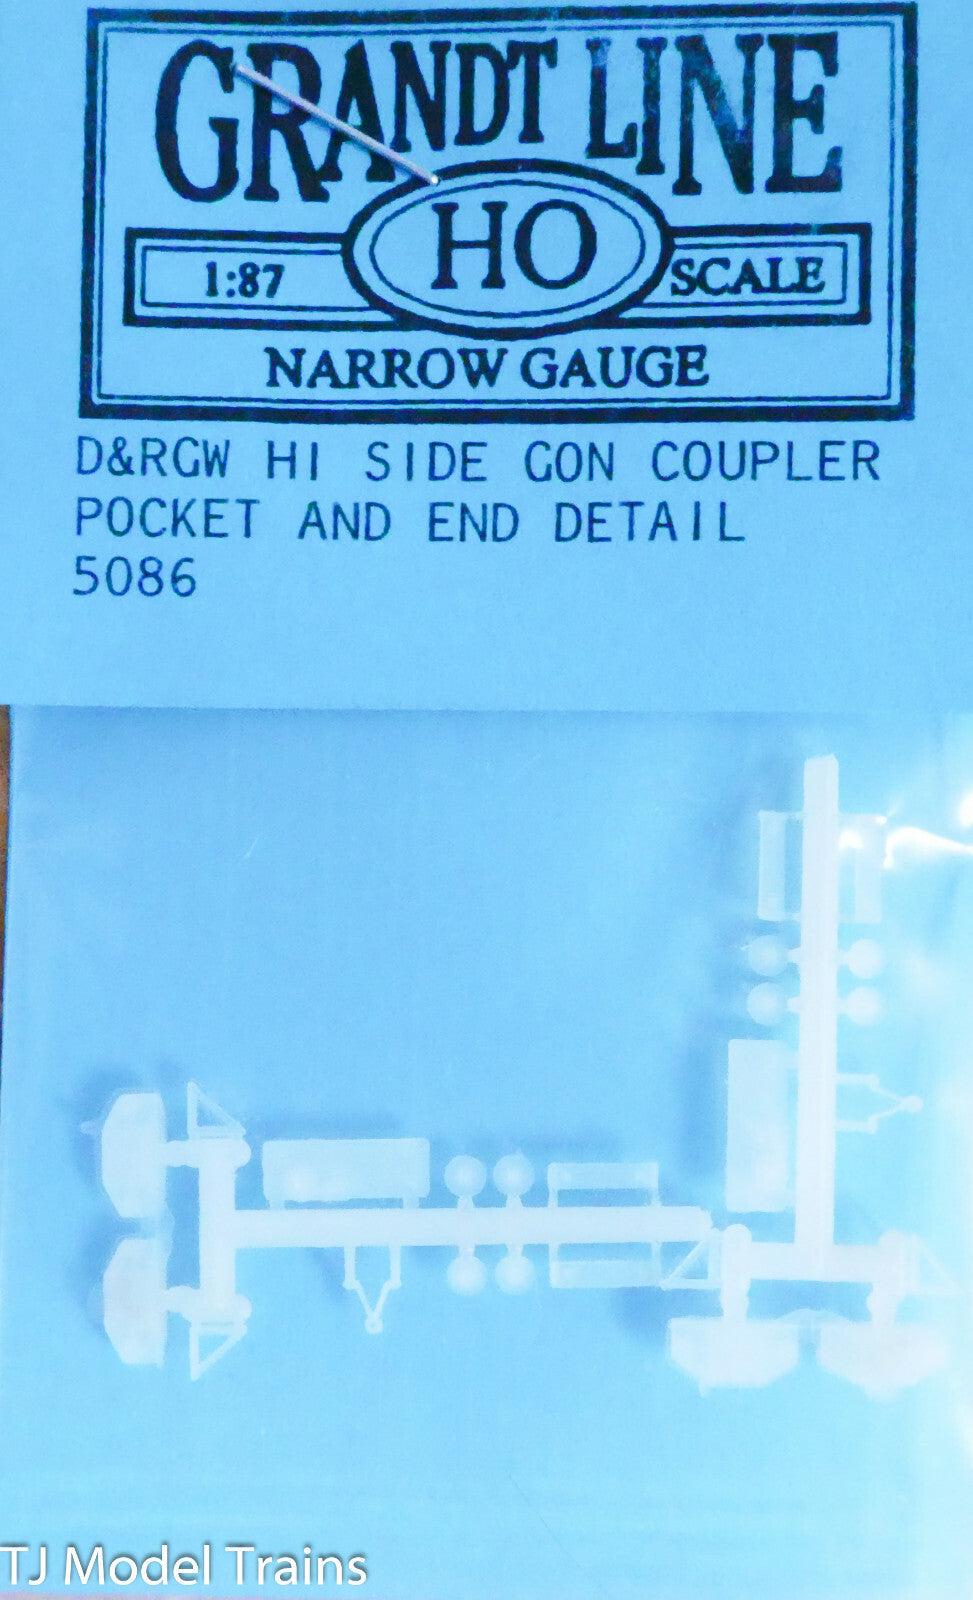 GRANDT LINE
HO
1:87 SCALE
NARROW GAUGE
D&RGW HI SIDE GON COUPLER
POCKET AND END DETAIL
5086
TJ Model Trains